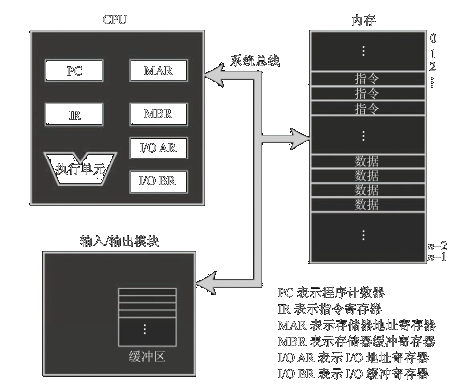 CPU
内存
系统总线
PC
MAR
IR
MBR
执行单元
I/O AR
I/O BR
0
1
2
...
⋮
指令
指令
指令
⋮
数据
数据
数据
数据
⋮
n-2
n-1
输入/输出模块
⋮
缓冲区
PC 表示程序计数器
IR 表示指令寄存器
MAR 表示存储器地址寄存器
MBR 表示存储器缓冲寄存器
I/O AR 表示 I/O 地址寄存器
I/O BR 表示 I/O 缓冲寄存器